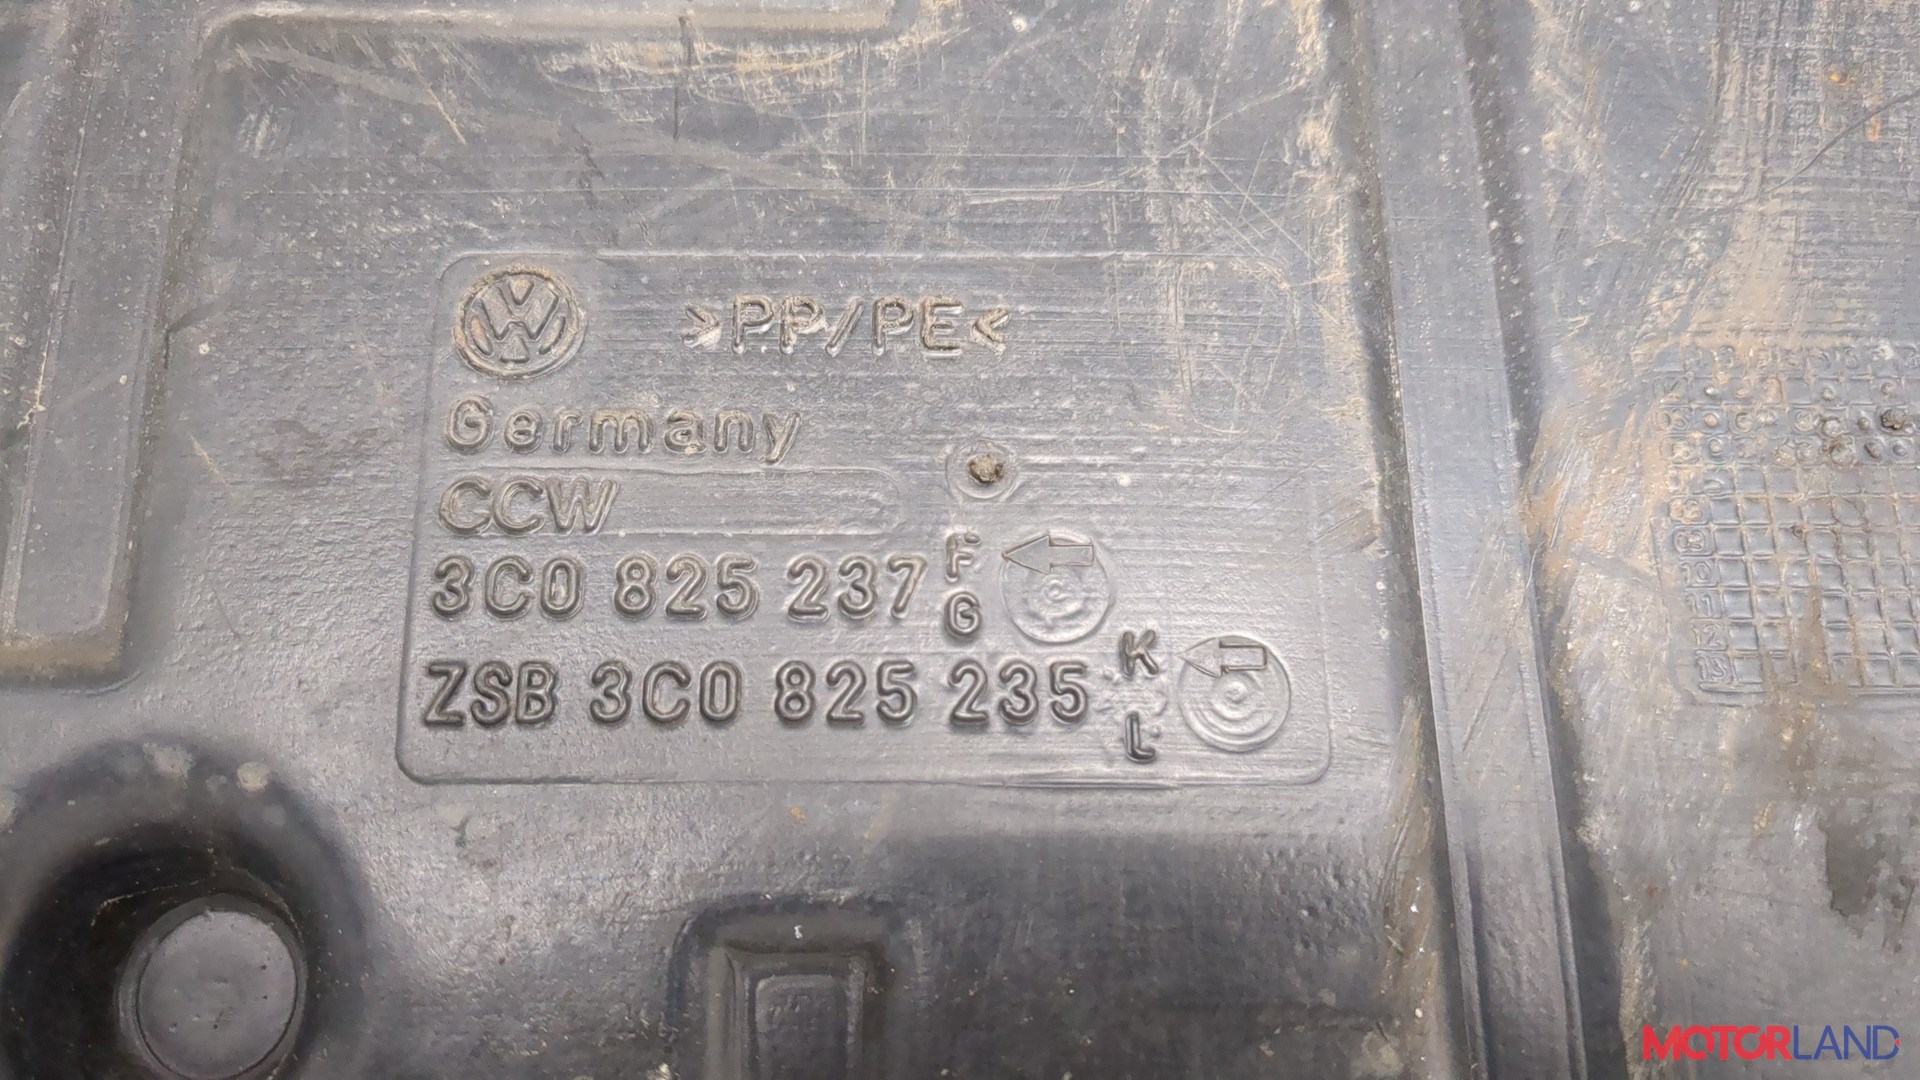 >PP/PE<
Germany
CCW
3C0 825 237 F
G
ZSB 3C0 825 235 K
L
MOTORLAND